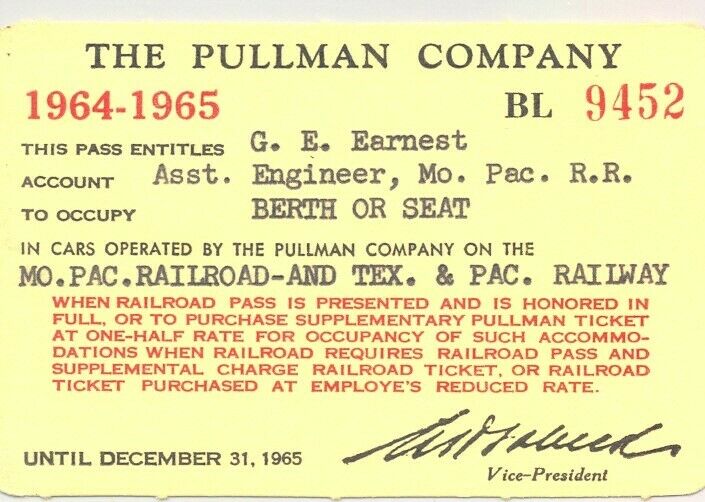 THE PULLMAN COMPANY
1964-1965 BL 9452
THIS PASS ENTITLES G. E. Earnest
ACCOUNT Asst. Engineer, Mo. Pac. R.R.
TO OCCUPY BERTH OR SEAT
IN CARS OPERATED BY THE PULLMAN COMPANY ON THE
MO.PAC.RAILROAD-AND TEX. & PAC. RAILWAY
WHEN RAILROAD PASS IS PRESENTED AND IS HONORED IN
FULL, OR TO PURCHASE SUPPLEMENTARY PULLMAN TICKET
AT ONE-HALF RATE FOR OCCUPANCY OF SUCH ACCOMMO-
DATIONS WHEN RAILROAD REQUIRES RAILROAD PASS AND
SUPPLEMENTAL CHARGE RAILROAD TICKET, OR RAILROAD
TICKET PURCHASED AT EMPLOYE'S REDUCED RATE.
UNTIL DECEMBER 31, 1965
Vice-President